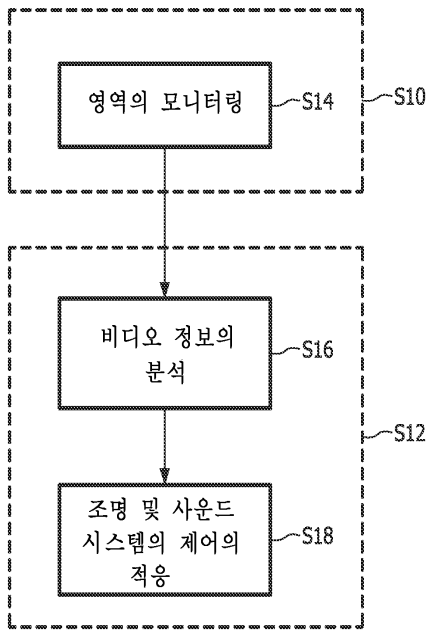 영역의 모니터링
S14
S10
비디오 정보의
분석
S16
S12
조명 및 사운드
시스템의 제어의
적응
S18